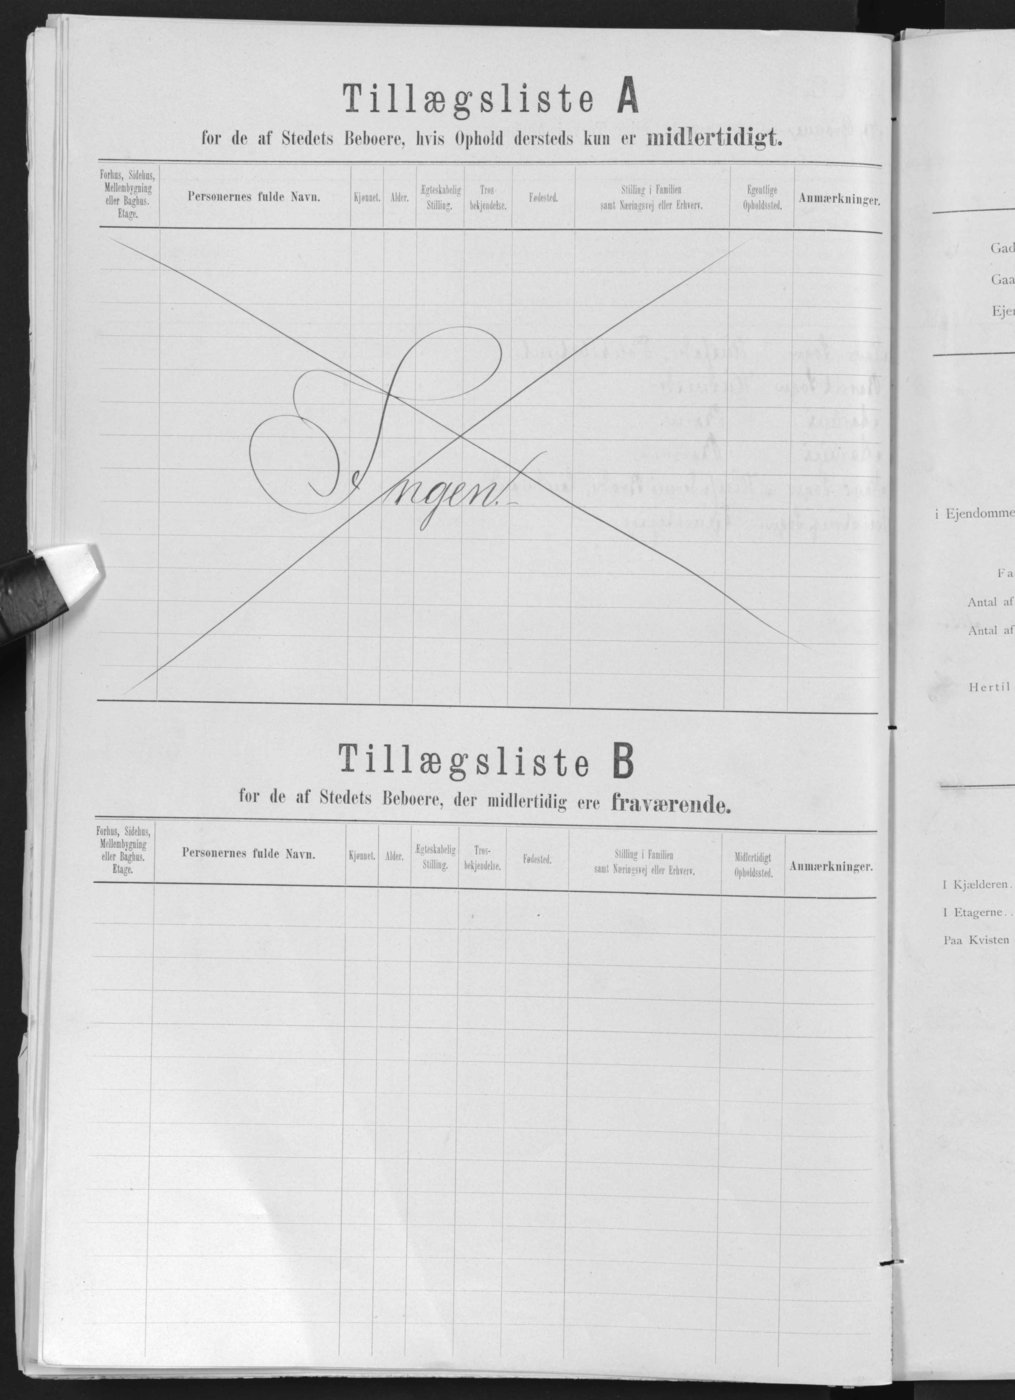 Tillægsliste A
for de af Stedets Beboere, hvis Ophold dersteds kun er midlertidigt.
Forhus, Sidehus,
Mellembygning
eller Baghus.
Etage.
Personernes fulde Navn.
Kjønnet.
Alder.
Ægteskabelig
Stilling.
Tros-
bekjendelse.
Fødested.
Stilling i Familien
samt Næringsvej eller Erhverv.
Egentlige
Opholdssted.
Anmærkninger.
Ingen!
Tillægsliste B
for de af Stedets Beboere, der midlertidig ere fraværende.
Forhus, Sidehus,
Mellembygning
eller Baghus.
Etage.
Personernes fulde Navn.
Kjønnet.
Alder.
Ægteskabelig
Stilling.
Tros-
bekjendelse.
Fødested.
Stilling i Familien
samt Næringsvej eller Erhverv.
Midlertidigt
Opholdssted.
Anmærkninger.
Gad
Gaa
Ejer
i Ejendomme
Fa
Antal af
Antal af
Hertil
I Kjælderen.
I Etagerne..
Paa Kvisten